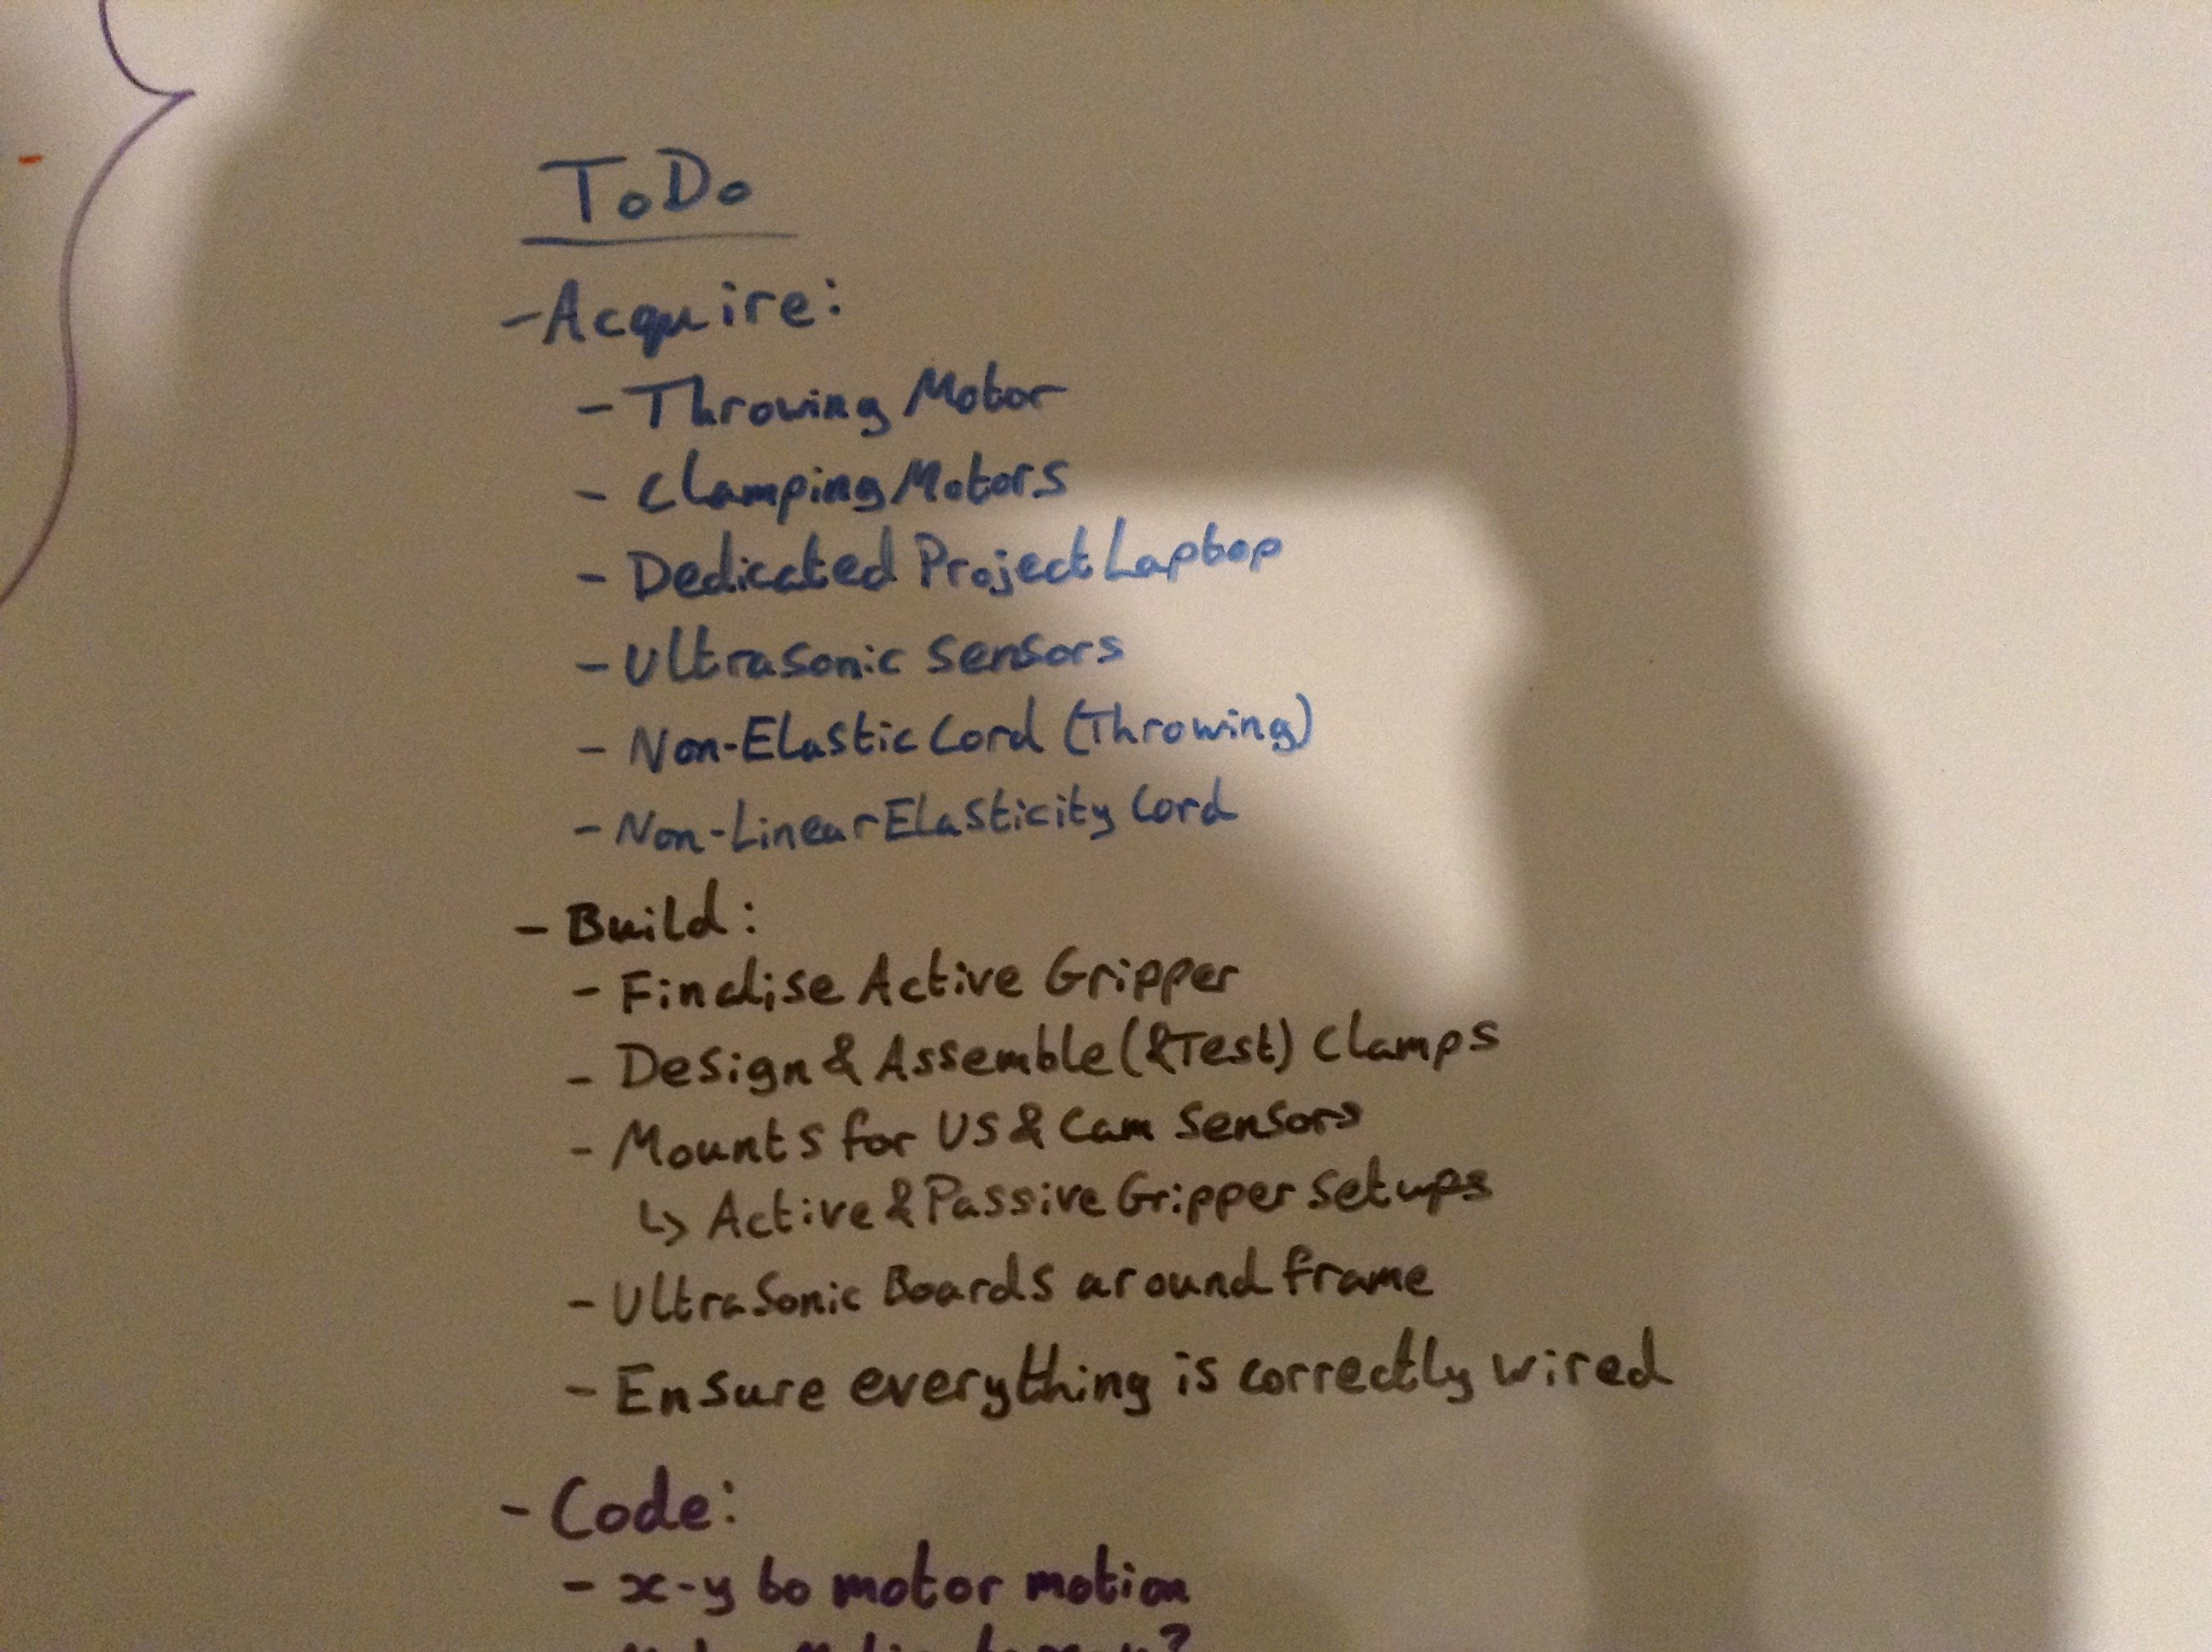 ToDo
- Acquire:
- Throwing Motor
- Clamping Motors
- Dedicated Project Laptop
- Ultrasonic Sensors
- Non-Elastic Cord (Throwing)
- Non-Linear Elasticity Cord
- Build:
- Finalise Active Gripper
- Design & Assemble (& Test) Clamps
- Mounts for US & Cam Sensors
↳ Active & Passive Gripper Setups
- UltraSonic Boards around frame
- Ensure everything is correctly wired
- Code:
- x-y to motor motion